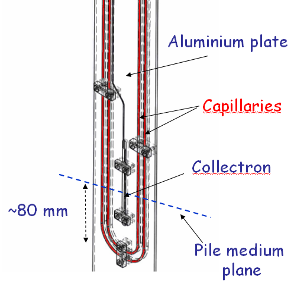 Aluminium plate
Capillaries
Collectron
~80 mm
Pile medium
plane